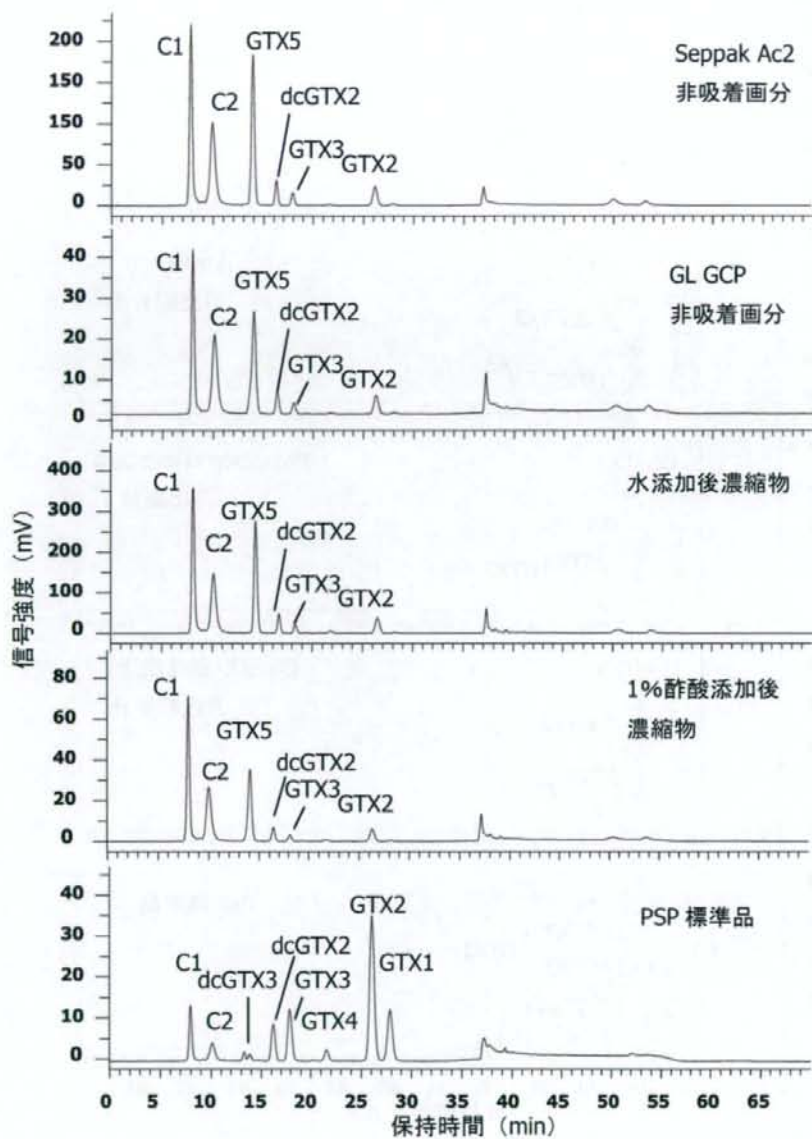 200
150
150
50
0
C1
C2
GTX5
dcGTX2
GTX3
GTX2
Seppak Ac2
非吸着画分
40
30
20
10
0
C1
C2
GTX5
dcGTX2
GTX3
GTX2
GL GCP
非吸着画分
400
300
200
100
0
C1
C2
GTX5
dcGTX2
GTX3
GTX2
水添加後濃縮物
80
60
40
20
0
C1
C2
GTX5
dcGTX2
GTX3
GTX2
1%酢酸添加後
濃縮物
40
30
20
10
0
C1
C2
dcGTX3
dcGTX2
GTX3
GTX4
GTX2
GTX1
PSP 標準品
信号強度（mV）
0 5 10 15 20 25 30 35 40 45 50 55 60 65
保持時間（min）